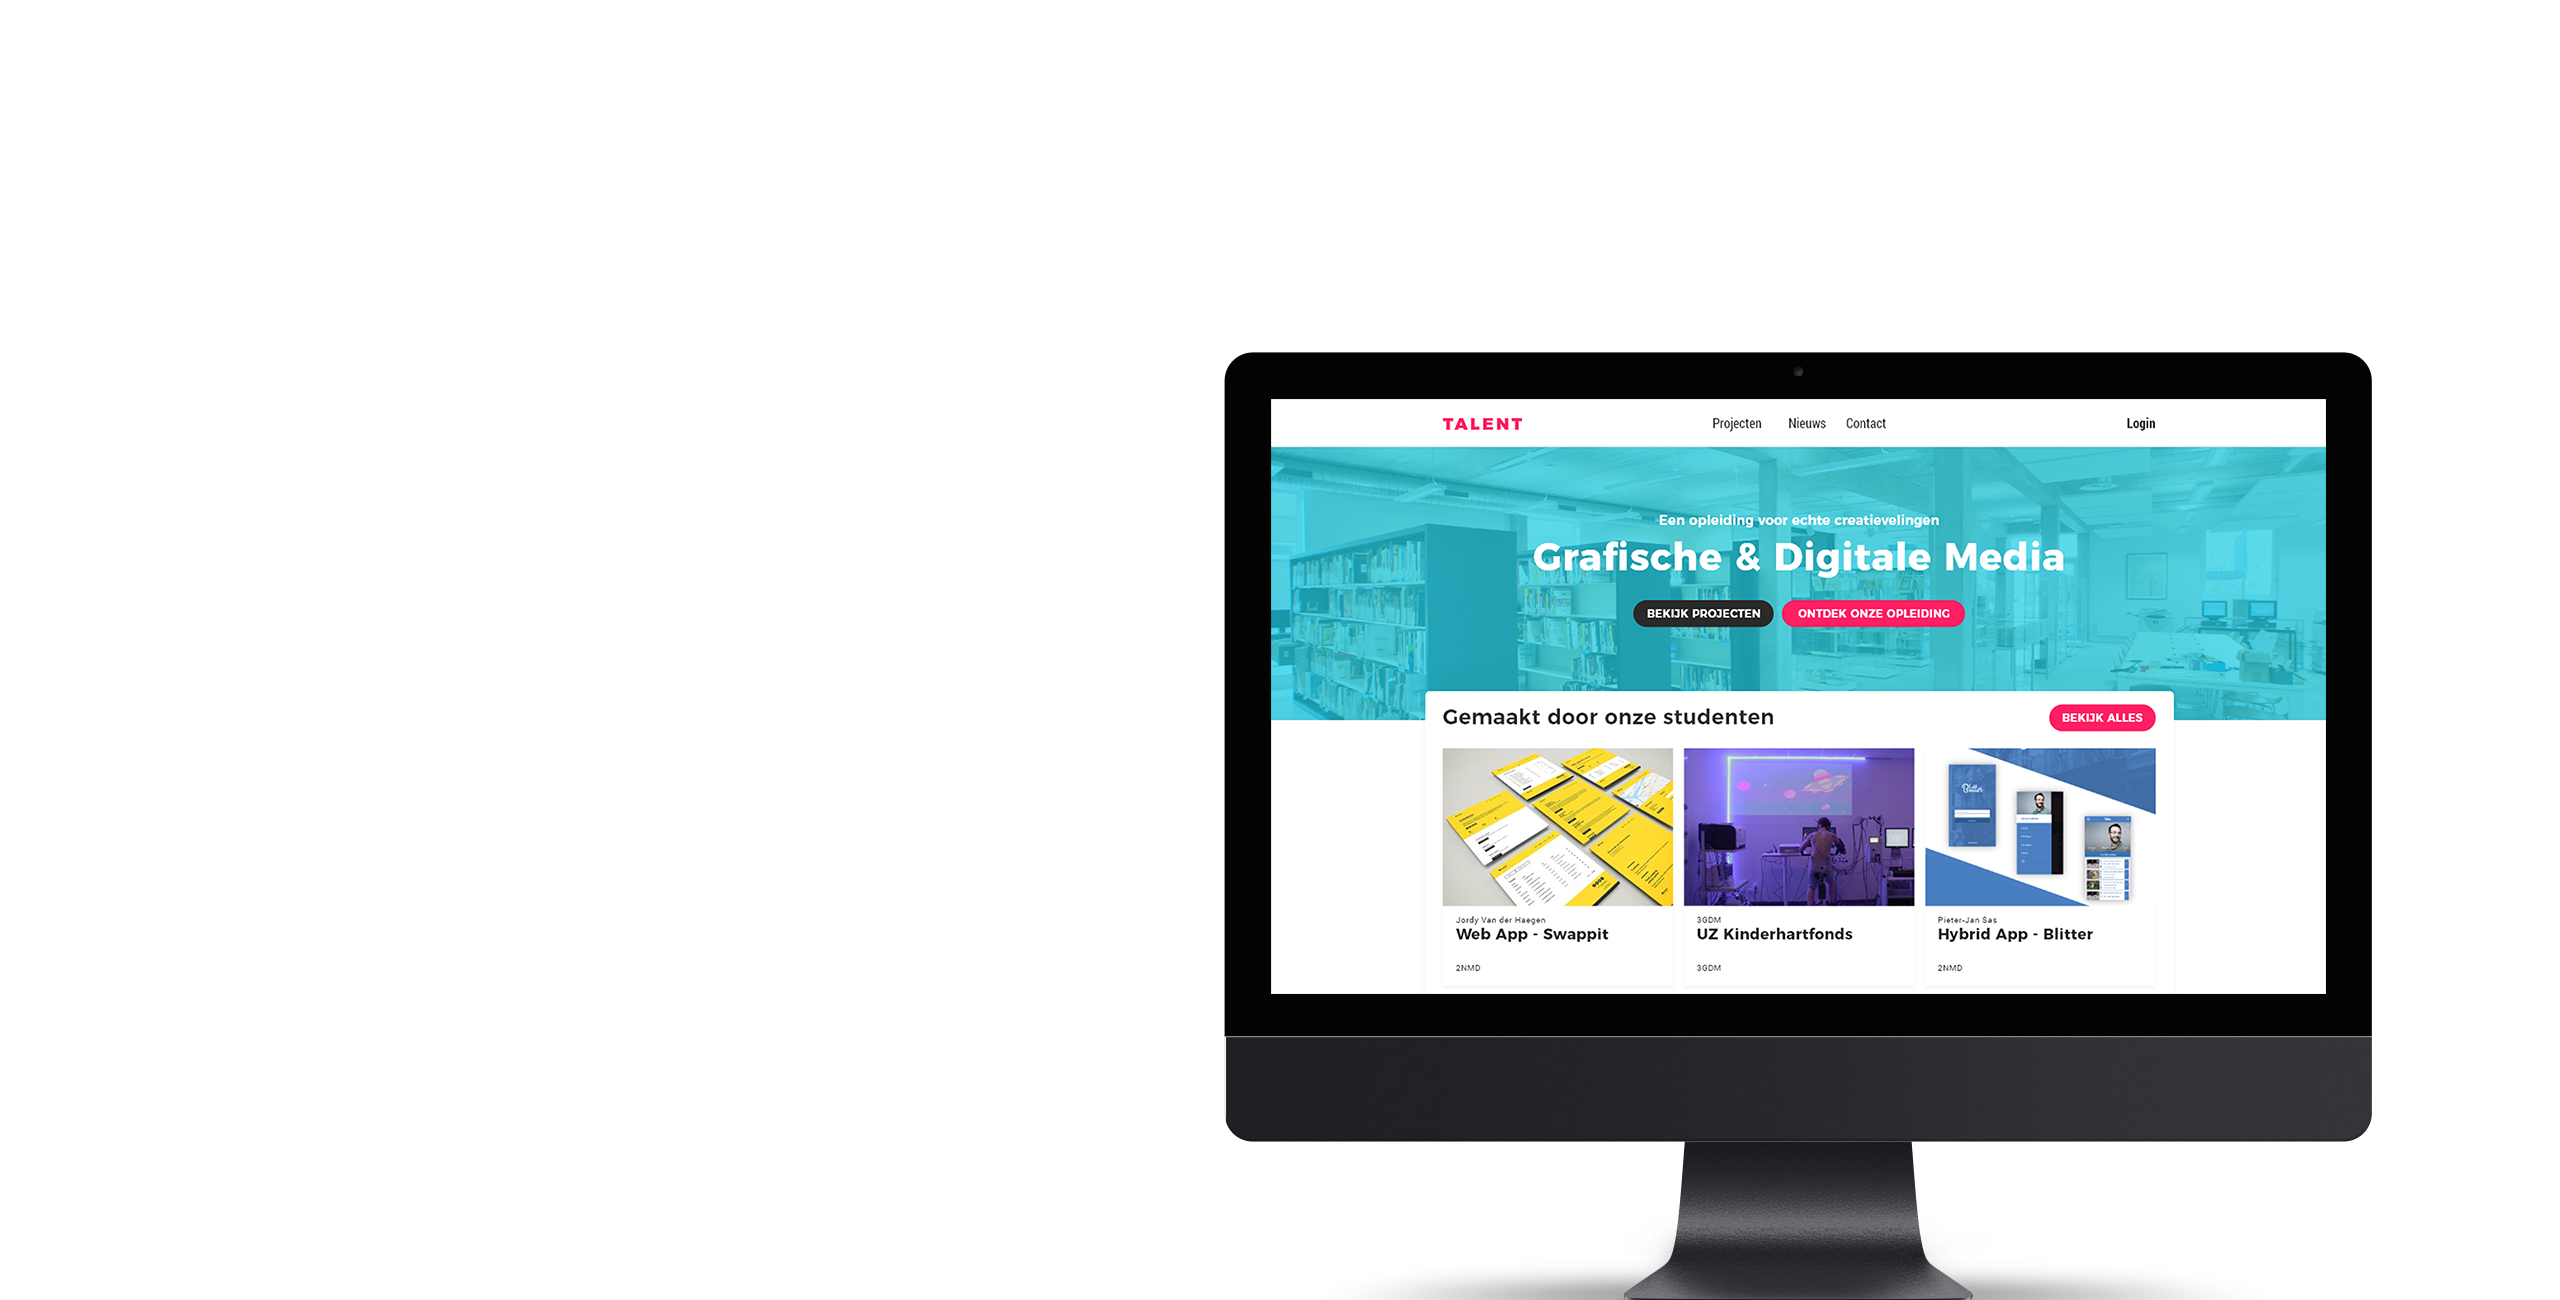 TALENT
Projecten Nieuws Contact
Login
Een opleiding voor echte creatievelingen
Grafische & Digitale Media
BEKIJK PROJECTEN
ONTDEK ONZE OPLEIDING
Gemaakt door onze studenten
BEKIJK ALLES
Blitter
Jordy Van der Haegen
Web App - Swappit
2NMD
3GDM
UZ Kinderhartfonds
3GDM
Pieter-Jan Sas
Hybrid App - Blitter
2NMD